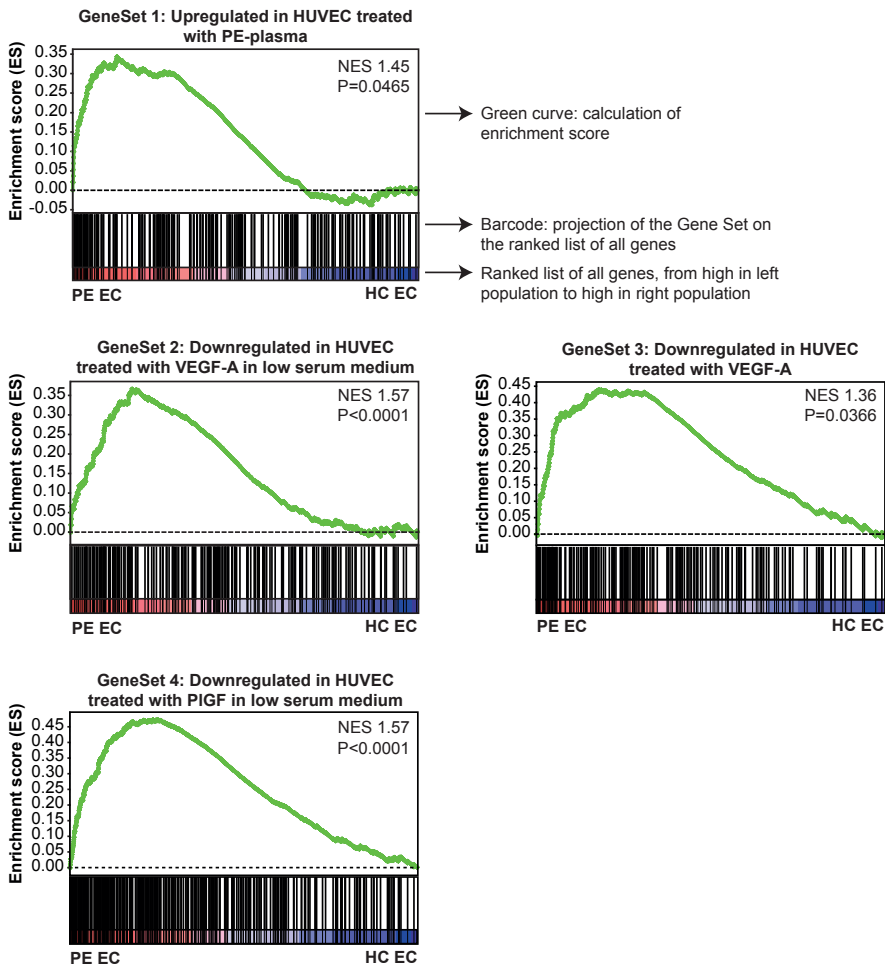 GeneSet 1: Upregulated in HUVEC treated
with PE-plasma
Enrichment score (ES)
0.35
0.30
0.25
0.20
0.15
0.10
0.05
0.00
-0.05
NES 1.45
P=0.0465
PE EC
HC EC
Green curve: calculation of
enrichment score
Barcode: projection of the Gene Set on
the ranked list of all genes
Ranked list of all genes, from high in left
population to high in right population
GeneSet 2: Downregulated in HUVEC
treated with VEGF-A in low serum medium
Enrichment score (ES)
0.35
0.30
0.25
0.20
0.15
0.10
0.05
0.00
NES 1.57
P<0.0001
PE EC
HC EC
GeneSet 3: Downregulated in HUVEC
treated with VEGF-A
Enrichment score (ES)
0.45
0.40
0.35
0.30
0.25
0.20
0.15
0.10
0.05
0.00
NES 1.36
P=0.0366
PE EC
HC EC
GeneSet 4: Downregulated in HUVEC
treated with PlGF in low serum medium
Enrichment score (ES)
0.45
0.40
0.35
0.30
0.25
0.20
0.15
0.10
0.05
0.00
NES 1.57
P<0.0001
PE EC
HC EC